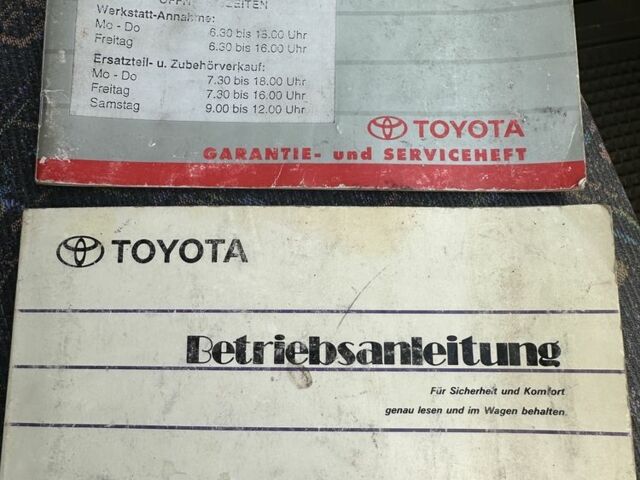 Werkstatt-Annahme:
Mo - Do 6.30 bis 18.00 Uhr
Freitag 6.30 bis 16.00 Uhr
Ersatzteil- u. Zubehörverkauf:
Mo - Do 7.30 bis 18.00 Uhr
Freitag 7.30 bis 16.00 Uhr
Samstag 9.00 bis 12.00 Uhr
TOYOTA
GARANTIE- und SERVICEHEFT
TOYOTA
Betriebsanleitung
Für Sicherheit und Komfort
genau lesen und im Wagen behalten